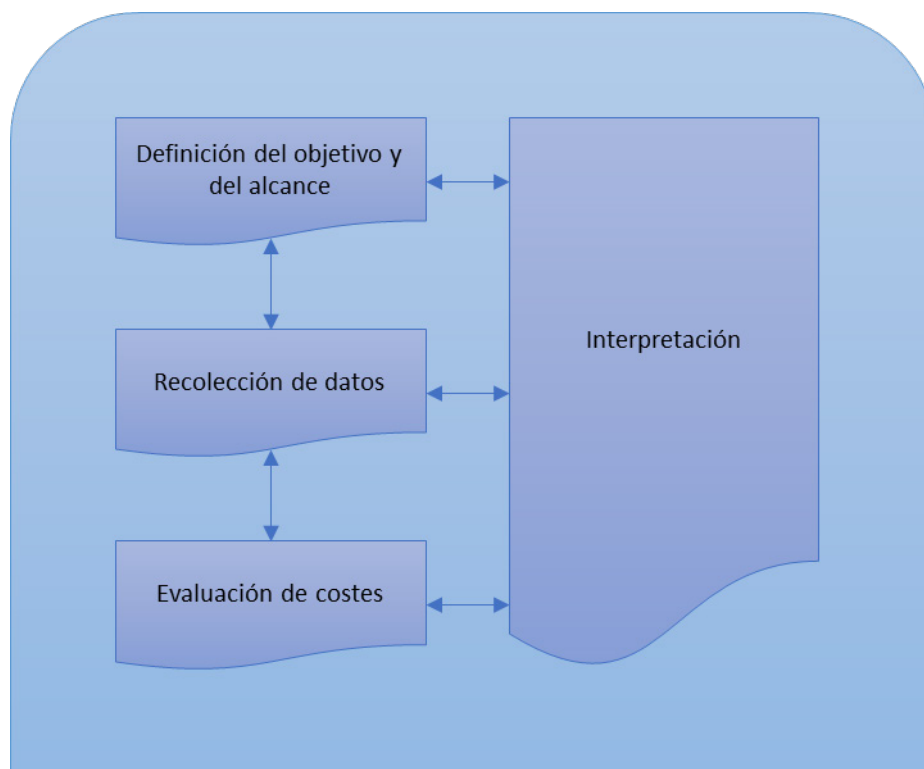 Definición del objetivo y
del alcance
Recolección de datos
Interpretación
Evaluación de costes